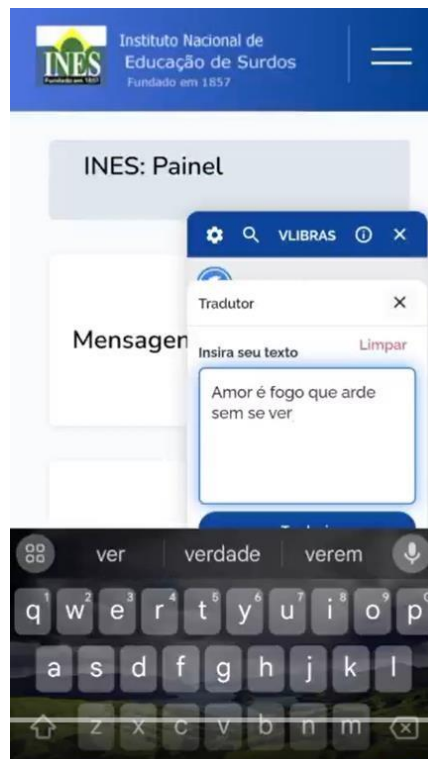 INES
Fundado em 1857
Instituto Nacional de
Educação de Surdos
Fundado em 1857
INES: Painel
VLIBRAS
Tradutor
Mensagen
Insira seu texto
Limpar
Amor é fogo que arde
sem se ver
ver verdade verem
q w e r t y u i o p
2 3 4 5 6 7 8 9 0
a s d f g h j k l
z x c v b n m